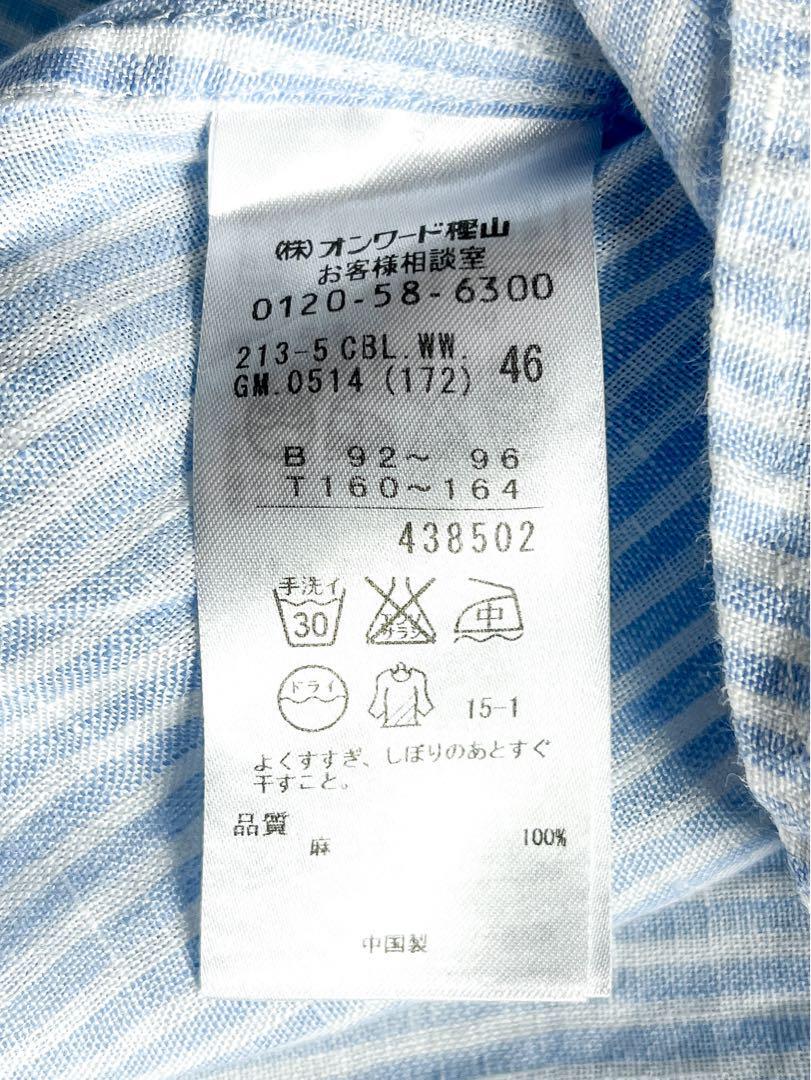 (株)オンワード樫山
お客様相談室
0120-58-6300
213-5 CBL.WW.
GM.0514 (172) 46
B 92～ 96
T160～164
438502
手洗イ
30
サラシ
中
ドライ
15-1
よくすすぎ、しぼりのあとすぐ
干すこと。
品質
麻 100%
中国製